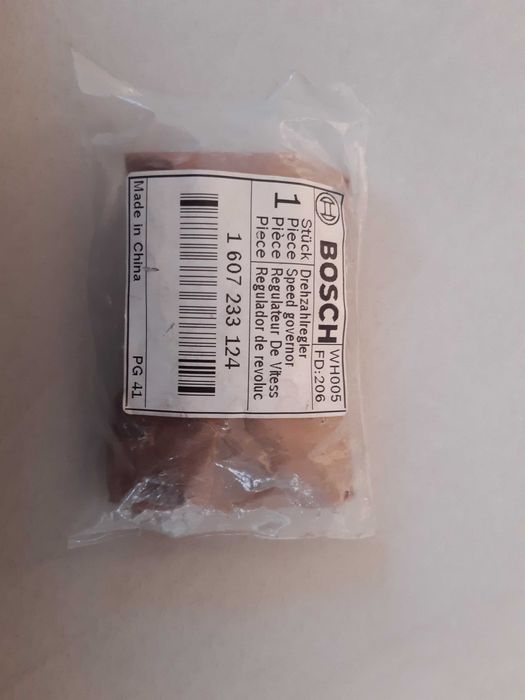 BOSCH
WH005
FD:206
1
Stück Drehzahlregler
Piece Speed governor
Pièce Regulateur De Vitess
Piece Regulador de revoluc
1 607 233 124
Made in China
PG 41